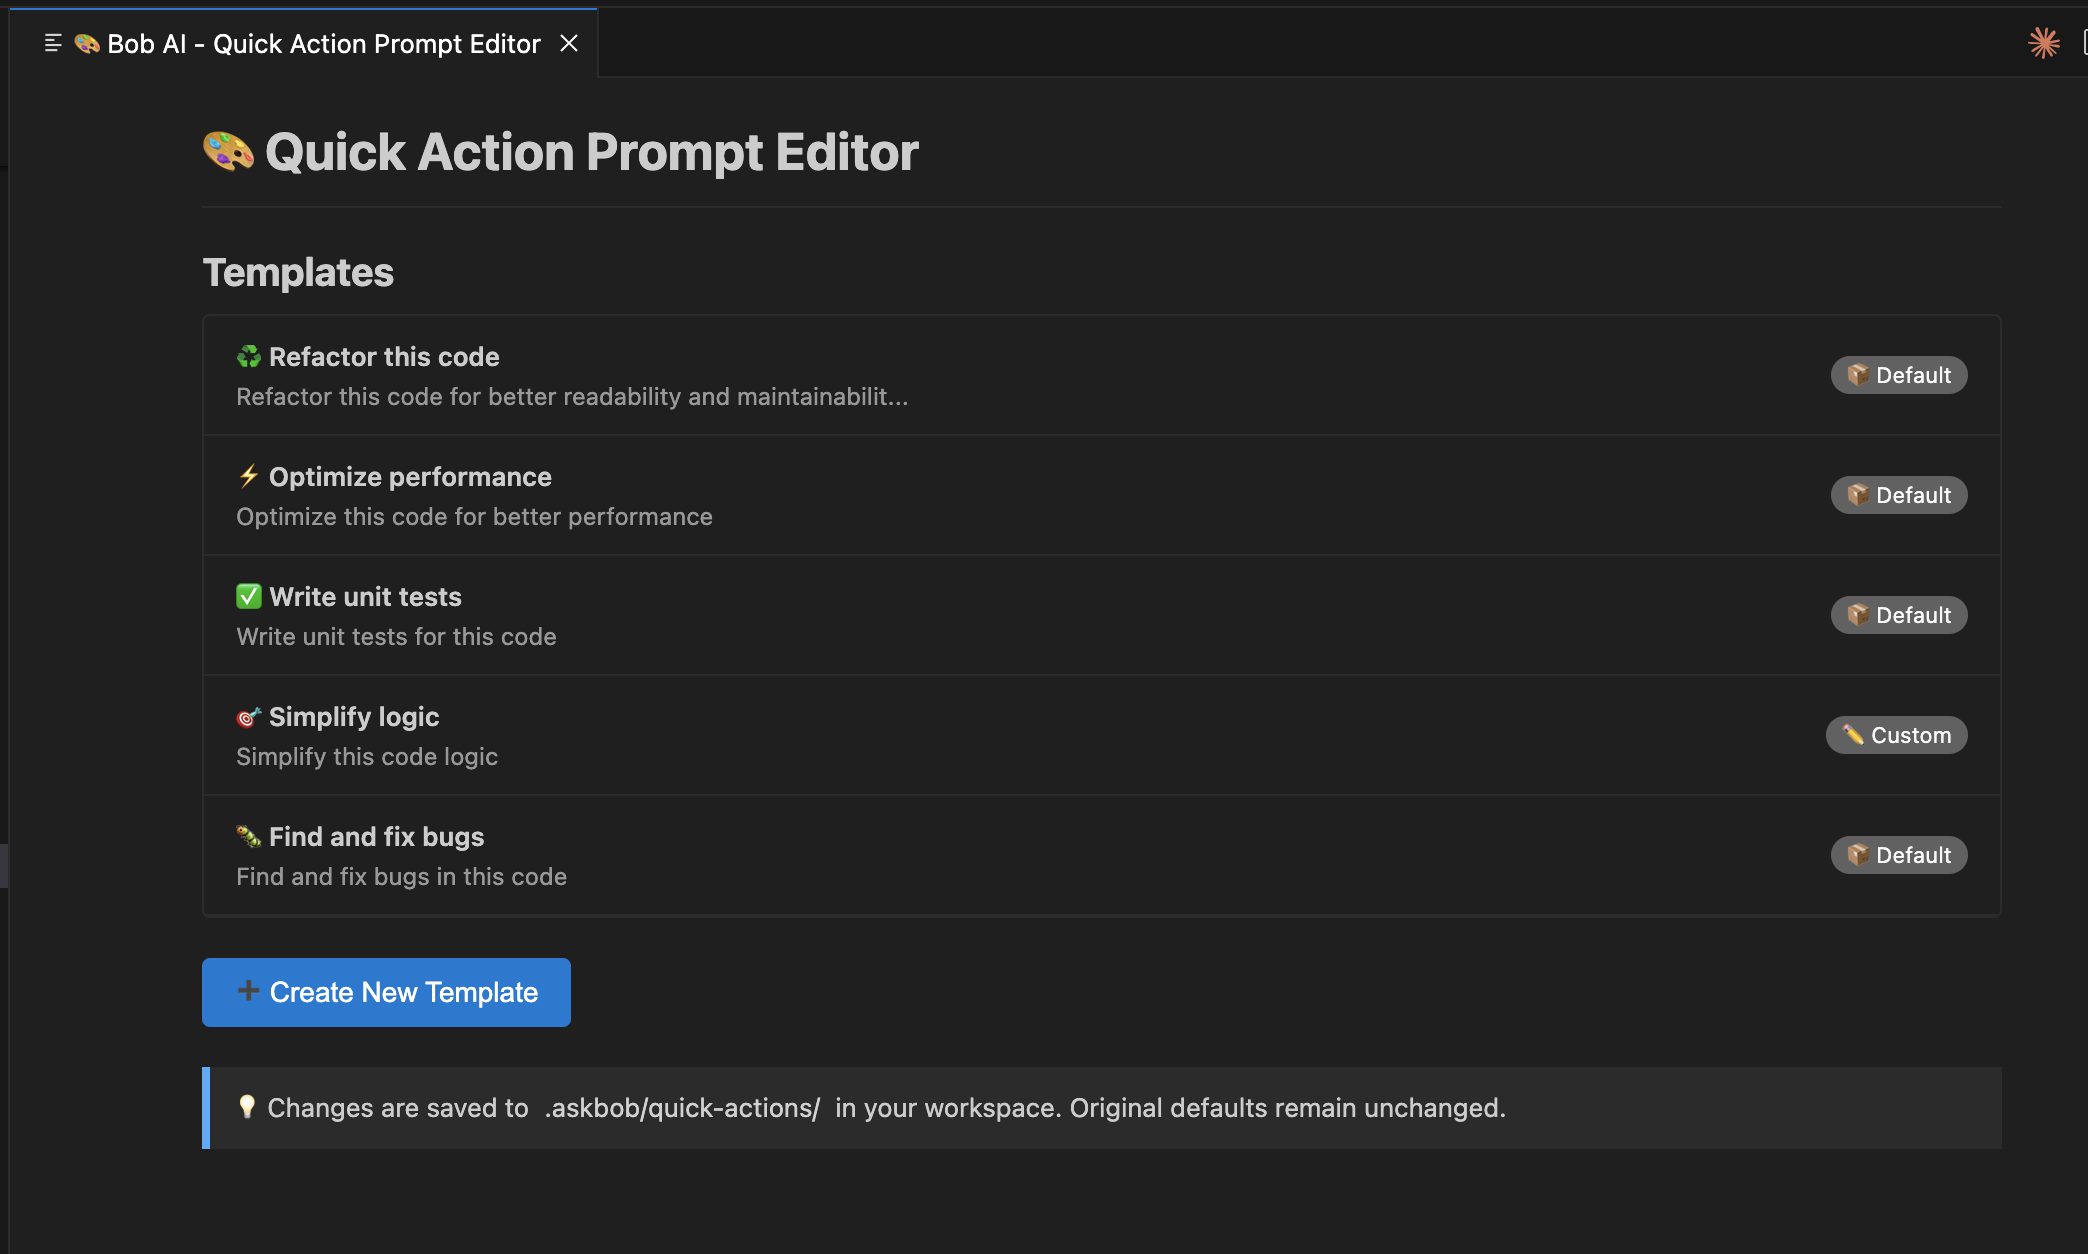 🎨 Bob AI - Quick Action Prompt Editor
🎨 Quick Action Prompt Editor
Templates
♻️ Refactor this code
Refactor this code for better readability and maintainabilit...
📦 Default
⚡ Optimize performance
Optimize this code for better performance
📦 Default
✅ Write unit tests
Write unit tests for this code
📦 Default
🎯 Simplify logic
Simplify this code logic
✏️ Custom
🐛 Find and fix bugs
Find and fix bugs in this code
📦 Default
➕ Create New Template
💡 Changes are saved to .askbob/quick-actions/ in your workspace. Original defaults remain unchanged.